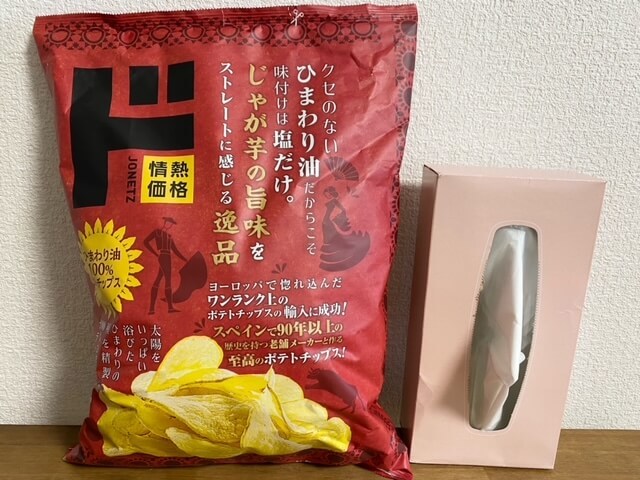 ド
JONETZ
情熱
価格
クセのない
ひまわり油だからこそ
味付けは塩だけ。
じゃが芋の旨味を
ストレートに感じる逸品
ひまわり油
100%
チップス
ヨーロッパで惚れ込んだ
ワンランク上の
ポテトチップスの輸入に成功!
スペインで90年以上の
歴史を持つ老舗メーカーと作る
至高のポテトチップス!
太陽を
いっぱい
浴びた
ひまわりの
を精製